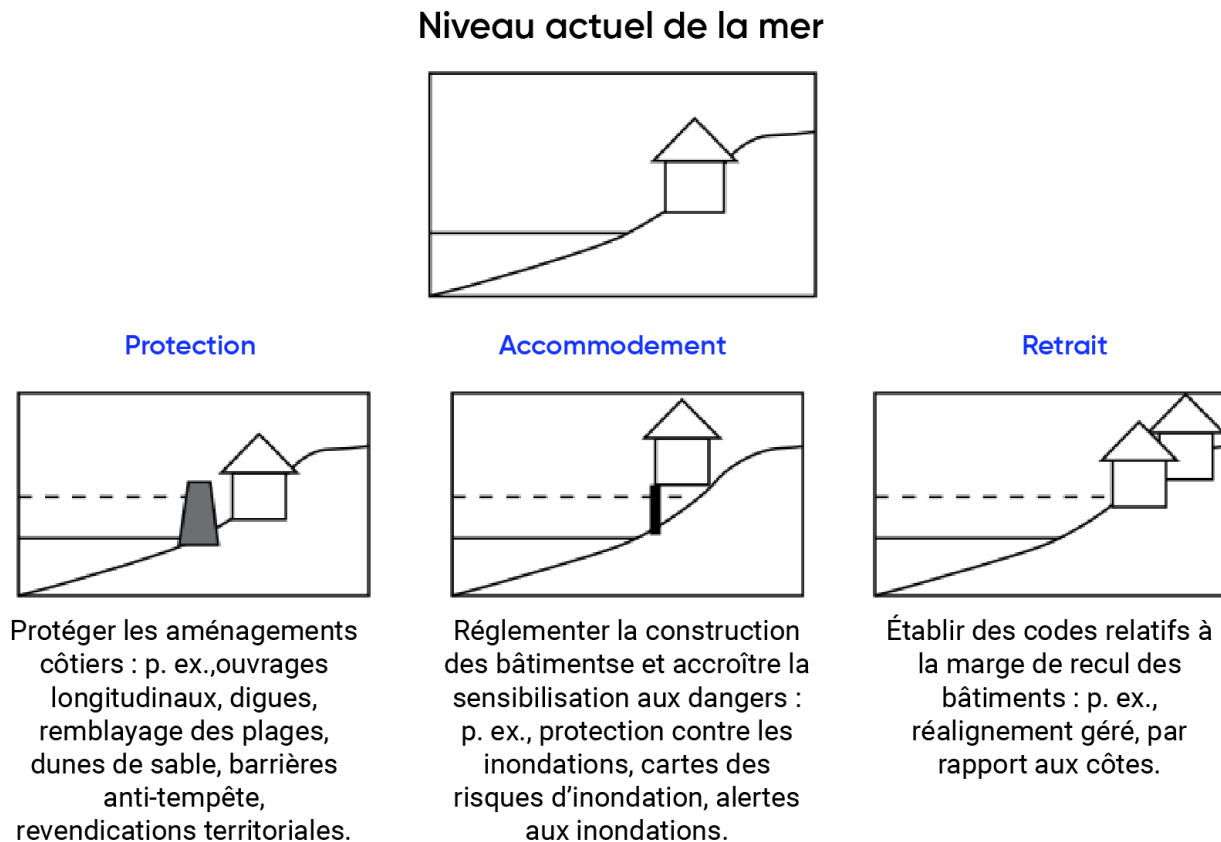 Niveau actuel de la mer
Protection
Protéger les aménagements
côtiers : p. ex.,ouvrages
longitudinaux, digues,
remblayage des plages,
dunes de sable, barrières
anti-tempête,
revendications territoriales.
Accommodement
Réglementer la construction
des bâtimentse et accroître la
sensibilisation aux dangers :
p. ex., protection contre les
inondations, cartes des
risques d’inondation, alertes
aux inondations.
Retrait
Établir des codes relatifs à
la marge de recul des
bâtiments : p. ex.,
réalignement géré, par
rapport aux côtes.